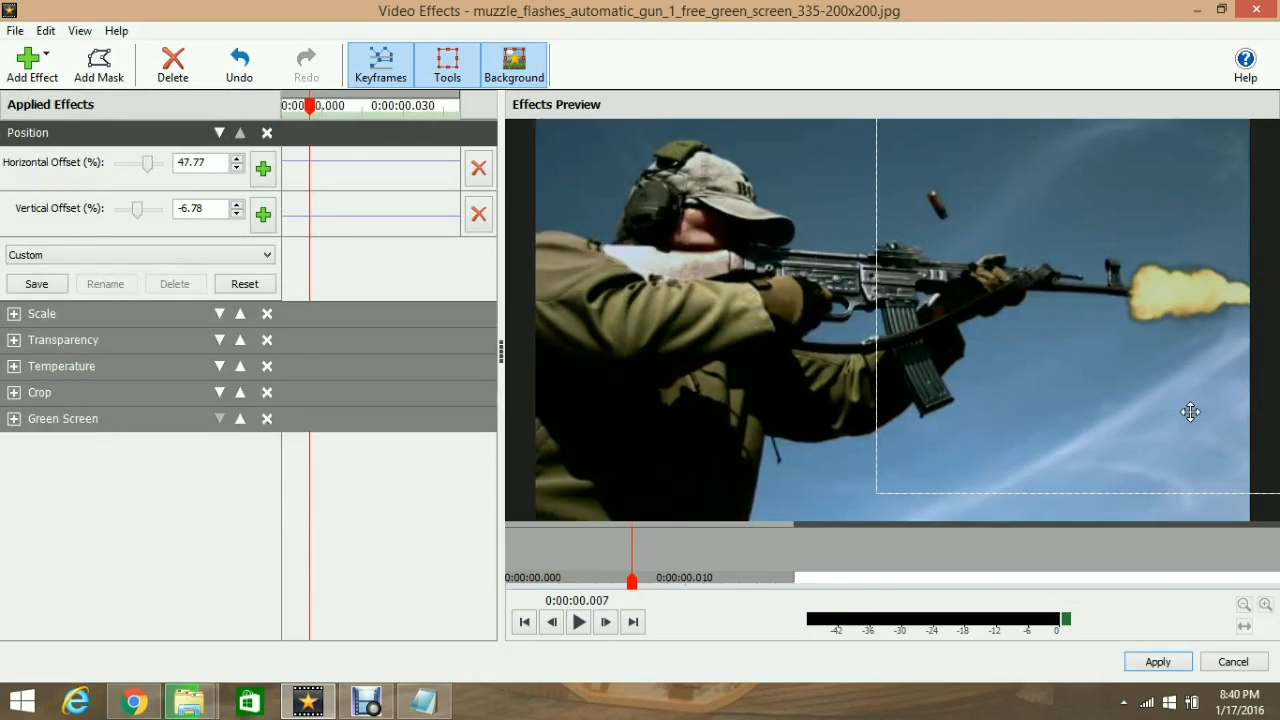 Video Effects - muzzle_flashes_automatic_gun_1_free_green_screen_335-200x200.jpg
File Edit View Help
Add Effect Add Mask Delete Undo Redo Keyframes Tools Background Help
Applied Effects 0:00:00.000 0:00:00.030 Effects Preview
Position
Horizontal Offset (%): 47.77
Vertical Offset (%): -6.78
Custom
Save Rename Delete Reset
Scale
Transparency
Temperature
Crop
Green Screen
0:00:00.000 0:00:00.010
0:00:00.007
-42 -36 -30 -24 -18 -12 -6 0
Apply Cancel
8:40 PM
1/17/2016